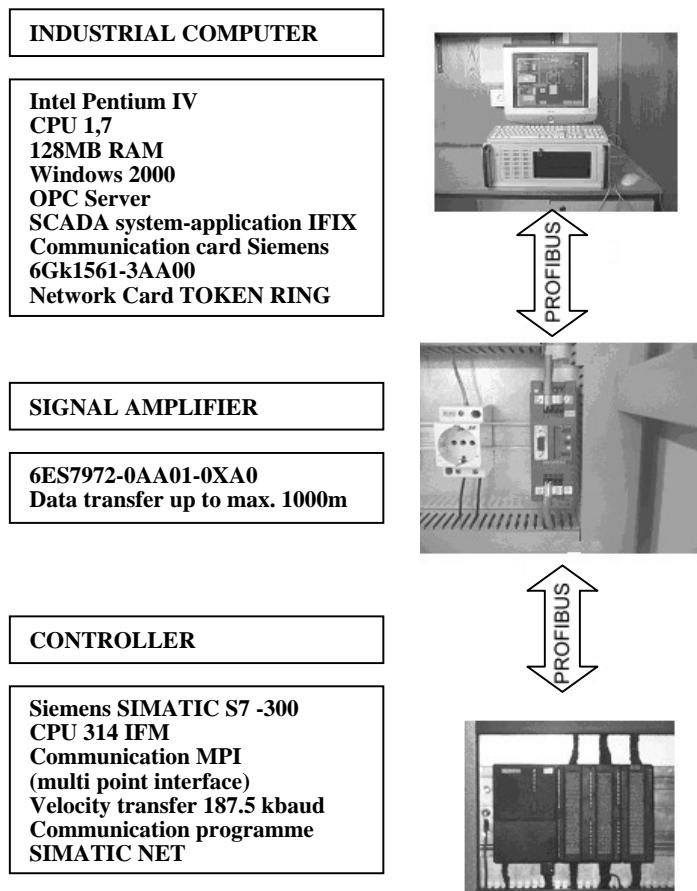 INDUSTRIAL COMPUTER
Intel Pentium IV
CPU 1,7
128MB RAM
Windows 2000
OPC Server
SCADA system-application IFIX
Communication card Siemens
6Gk1561-3AA00
Network Card TOKEN RING
PROFIBUS
SIGNAL AMPLIFIER
6ES7972-0AA01-0XA0
Data transfer up to max. 1000m
PROFIBUS
CONTROLLER
Siemens SIMATIC S7 -300
CPU 314 IFM
Communication MPI
(multi point interface)
Velocity transfer 187.5 kbaud
Communication programme
SIMATIC NET